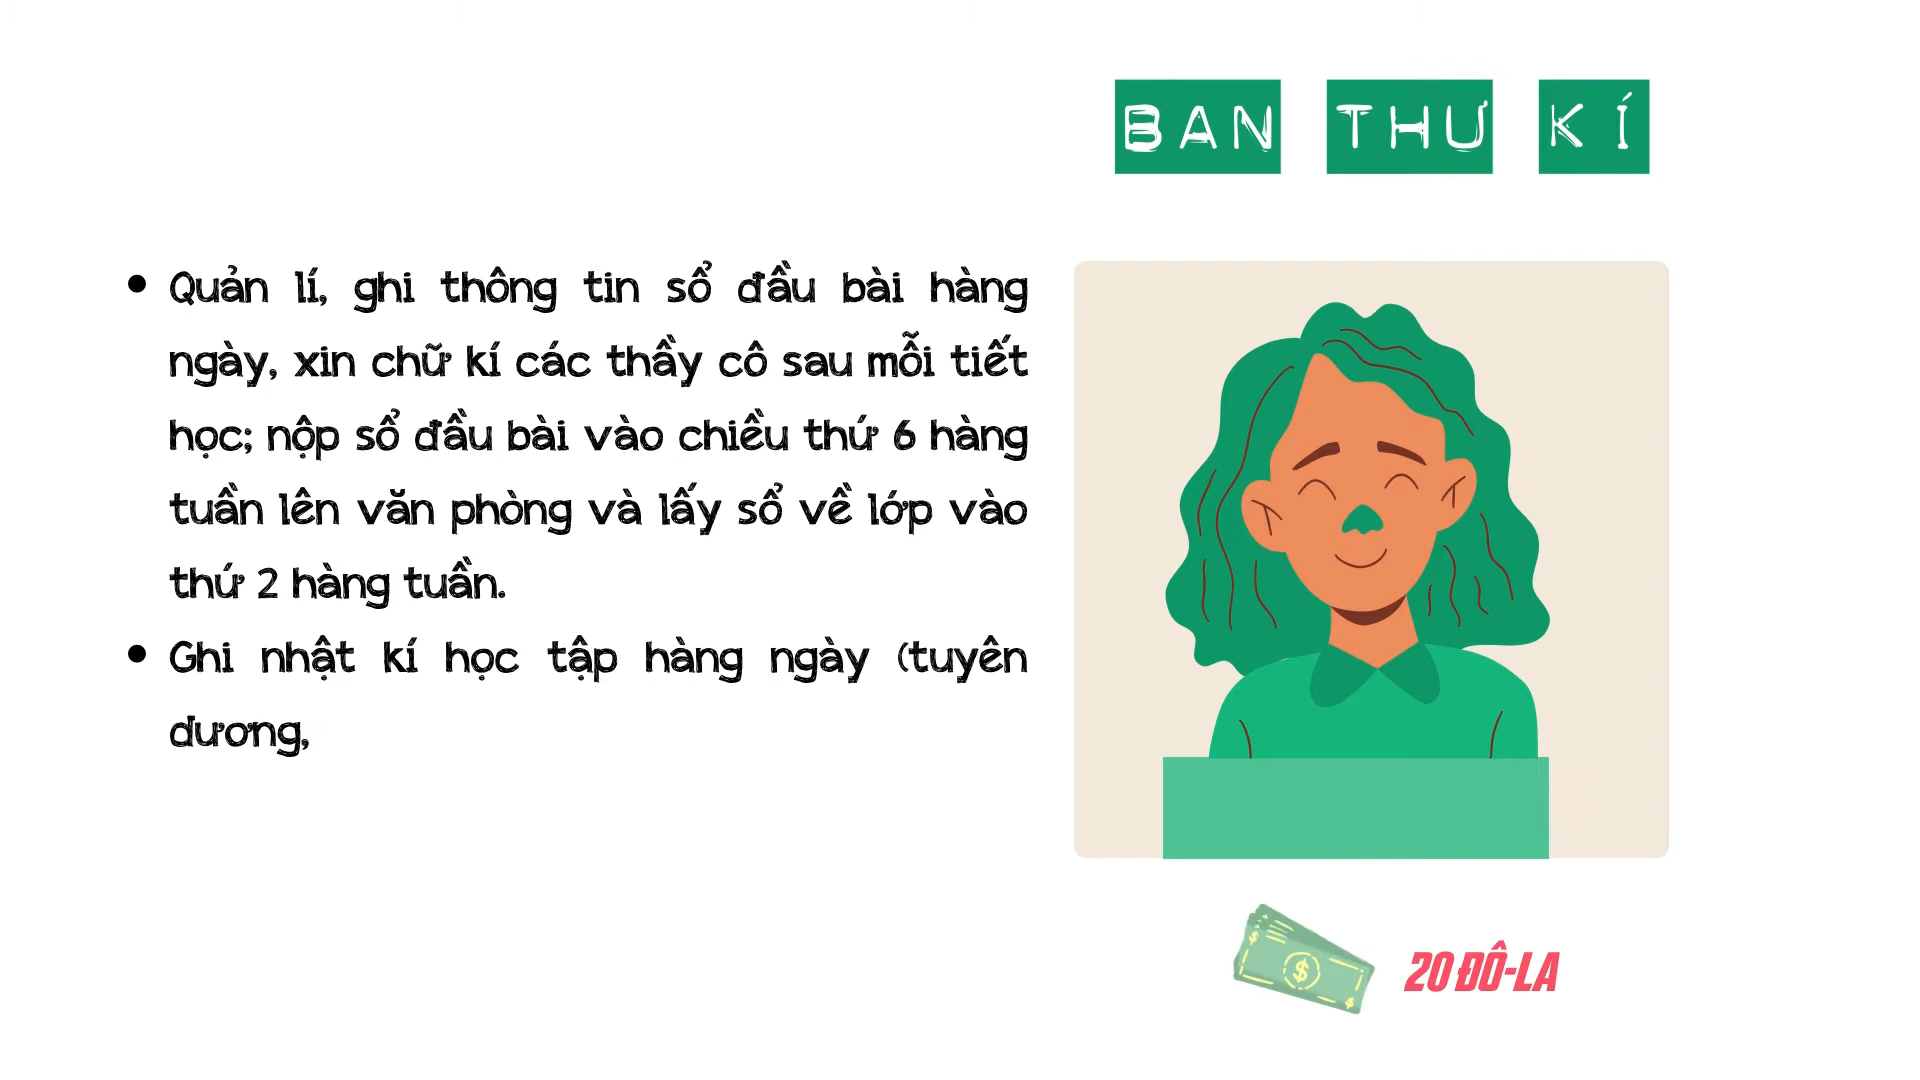 BAN THƯ KÍ
• Quản lí, ghi thông tin sổ đầu bài hàng
ngày, xin chữ kí các thầy cô sau mỗi tiết
học; nộp sổ đầu bài vào chiều thứ 6 hàng
tuần lên văn phòng và lấy sổ về lớp vào
thứ 2 hàng tuần.
• Ghi nhật kí học tập hàng ngày (tuyên
dương,
20 ĐÔ-LA